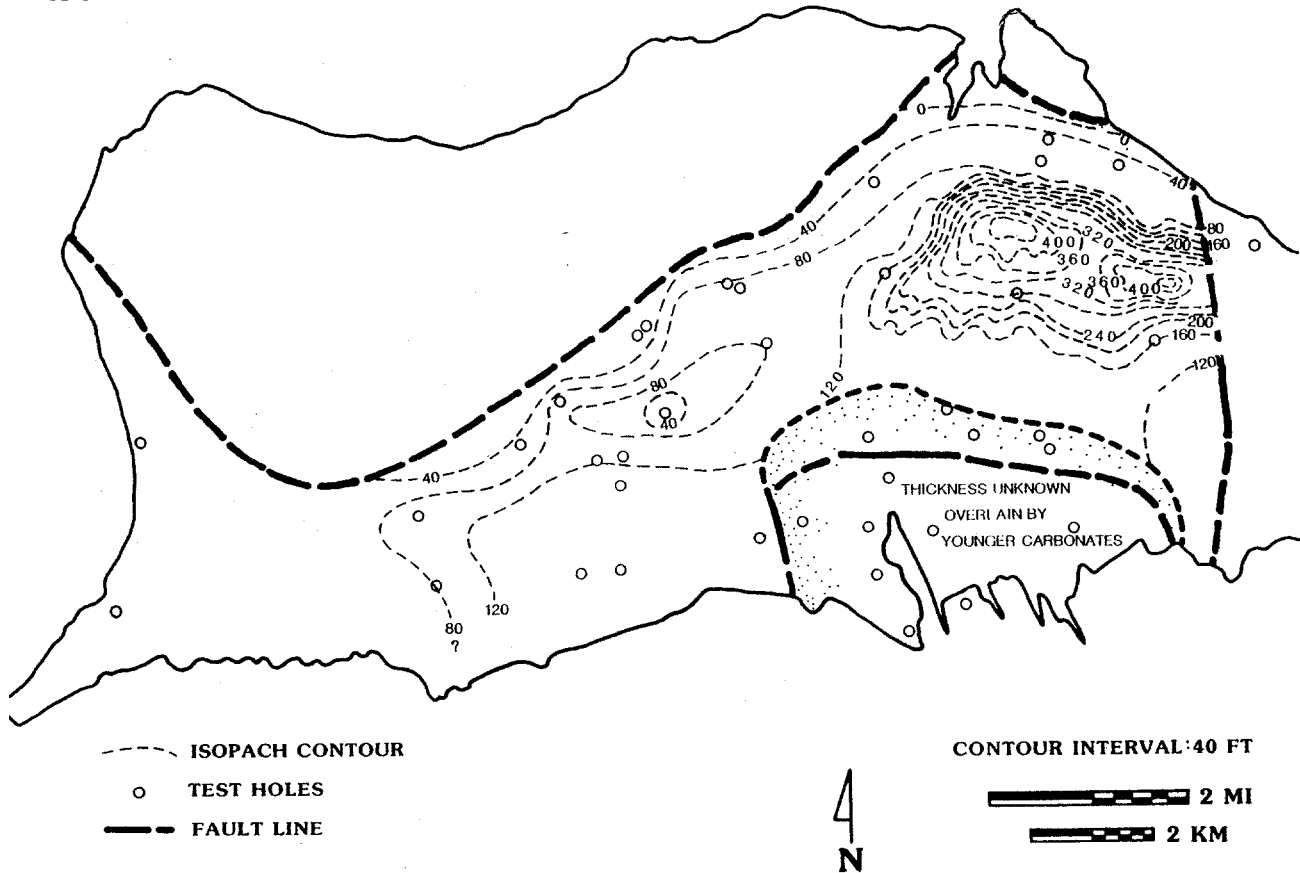 0
0
40
40
80
80
320
200
160
400
360
320
360
400
200
240
160
120
120
80
40
40
THICKNESS UNKNOWN
OVERLAIN BY
YOUNGER CARBONATES
120
80
?
ISOPACH CONTOUR
TEST HOLES
FAULT LINE
CONTOUR INTERVAL:40 FT
2 MI
2 KM
N